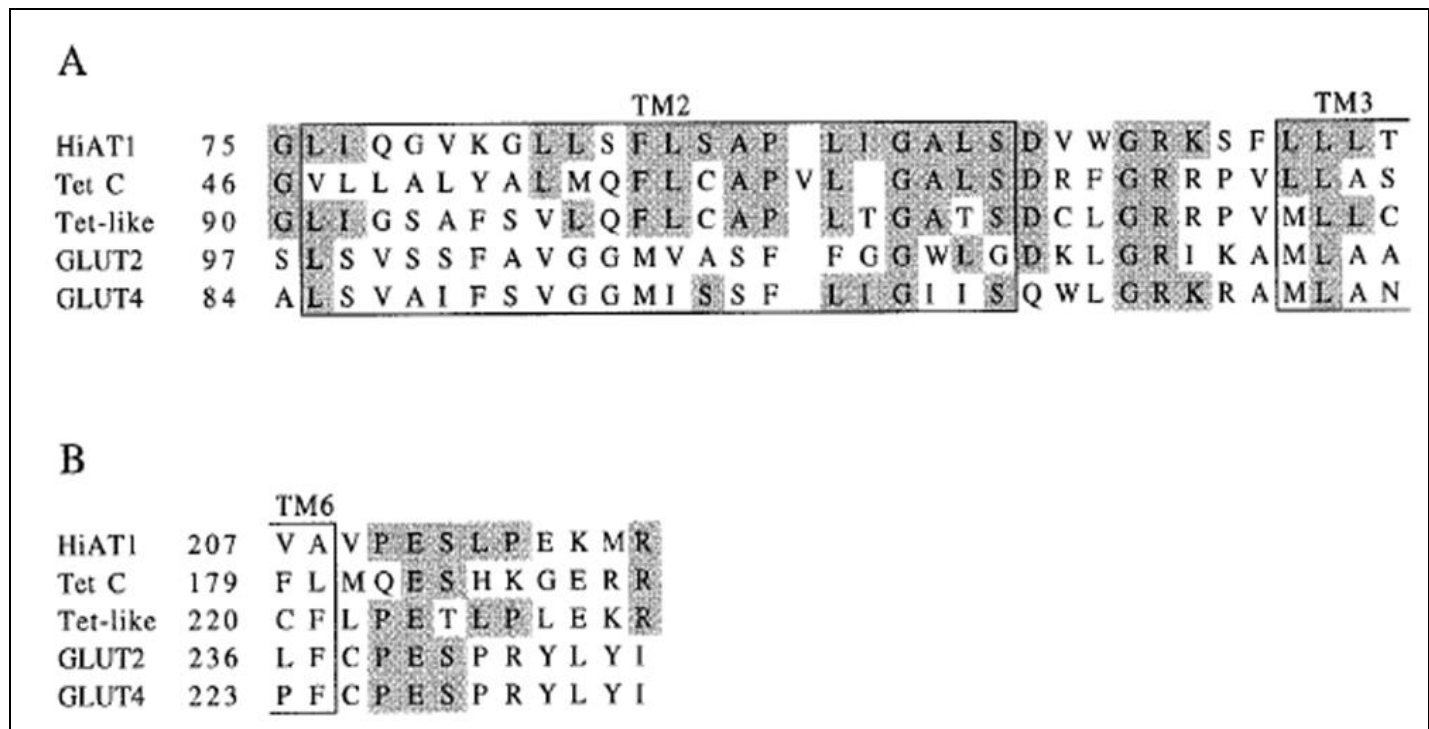 A
TM2 TM3
HiAT1 75 G L I Q G V K G L L S F L S A P L I G A L S D V W G R K S F L L L T
Tet C 46 G V L L A L Y A L M Q F L C A P V L G A L S D R F G R R P V L L A S
Tet-like 90 G L I G S A F S V L Q F L C A P L T G A T S D C L G R R P V M L L C
GLUT2 97 S L S V S S F A V G G M V A S F F G G W L G D K L G R I K A M L A A
GLUT4 84 A L S V A I F S V G G M I S S F L I G I I S Q W L G R K R A M L A N
B
TM6
HiAT1 207 V A V P E S L P E K M R
Tet C 179 F L M Q E S H K G E R R
Tet-like 220 C F L P E T L P L E K R
GLUT2 236 L F C P E S P R Y L Y I
GLUT4 223 P F C P E S P R Y L Y I